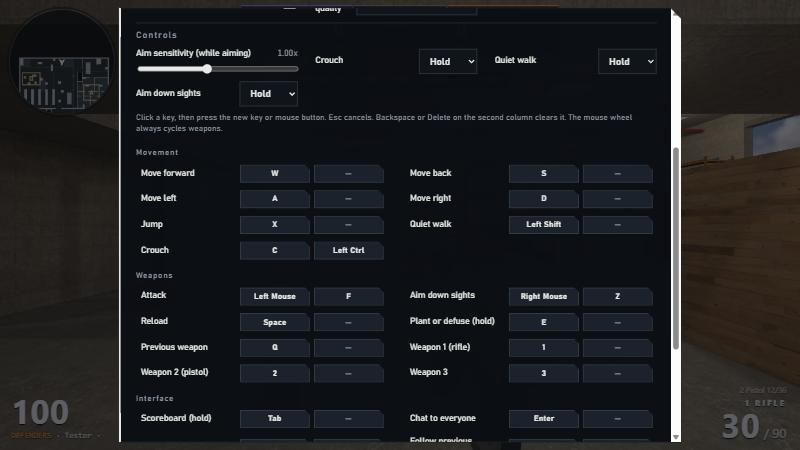 quality
Controls
Aim sensitivity (while aiming) 1.00x
Crouch Hold
Quiet walk Hold
Aim down sights Hold
Click a key, then press the new key or mouse button. Esc cancels. Backspace or Delete on the second column clears it. The mouse wheel
always cycles weapons.
Movement
Move forward W — Move back S —
Move left A — Move right D —
Jump X — Quiet walk Left Shift —
Crouch C Left Ctrl
Weapons
Attack Left Mouse F Aim down sights Right Mouse Z
Reload Space — Plant or defuse (hold) E —
Previous weapon Q — Weapon 1 (rifle) 1 —
Weapon 2 (pistol) 2 — Weapon 3 3 —
Interface
Scoreboard (hold) Tab — Chat to everyone Enter —
Follow previous
100
DEFENDERS · Tester ·
2 Pistol 12/36
1 RIFLE
30 / 90